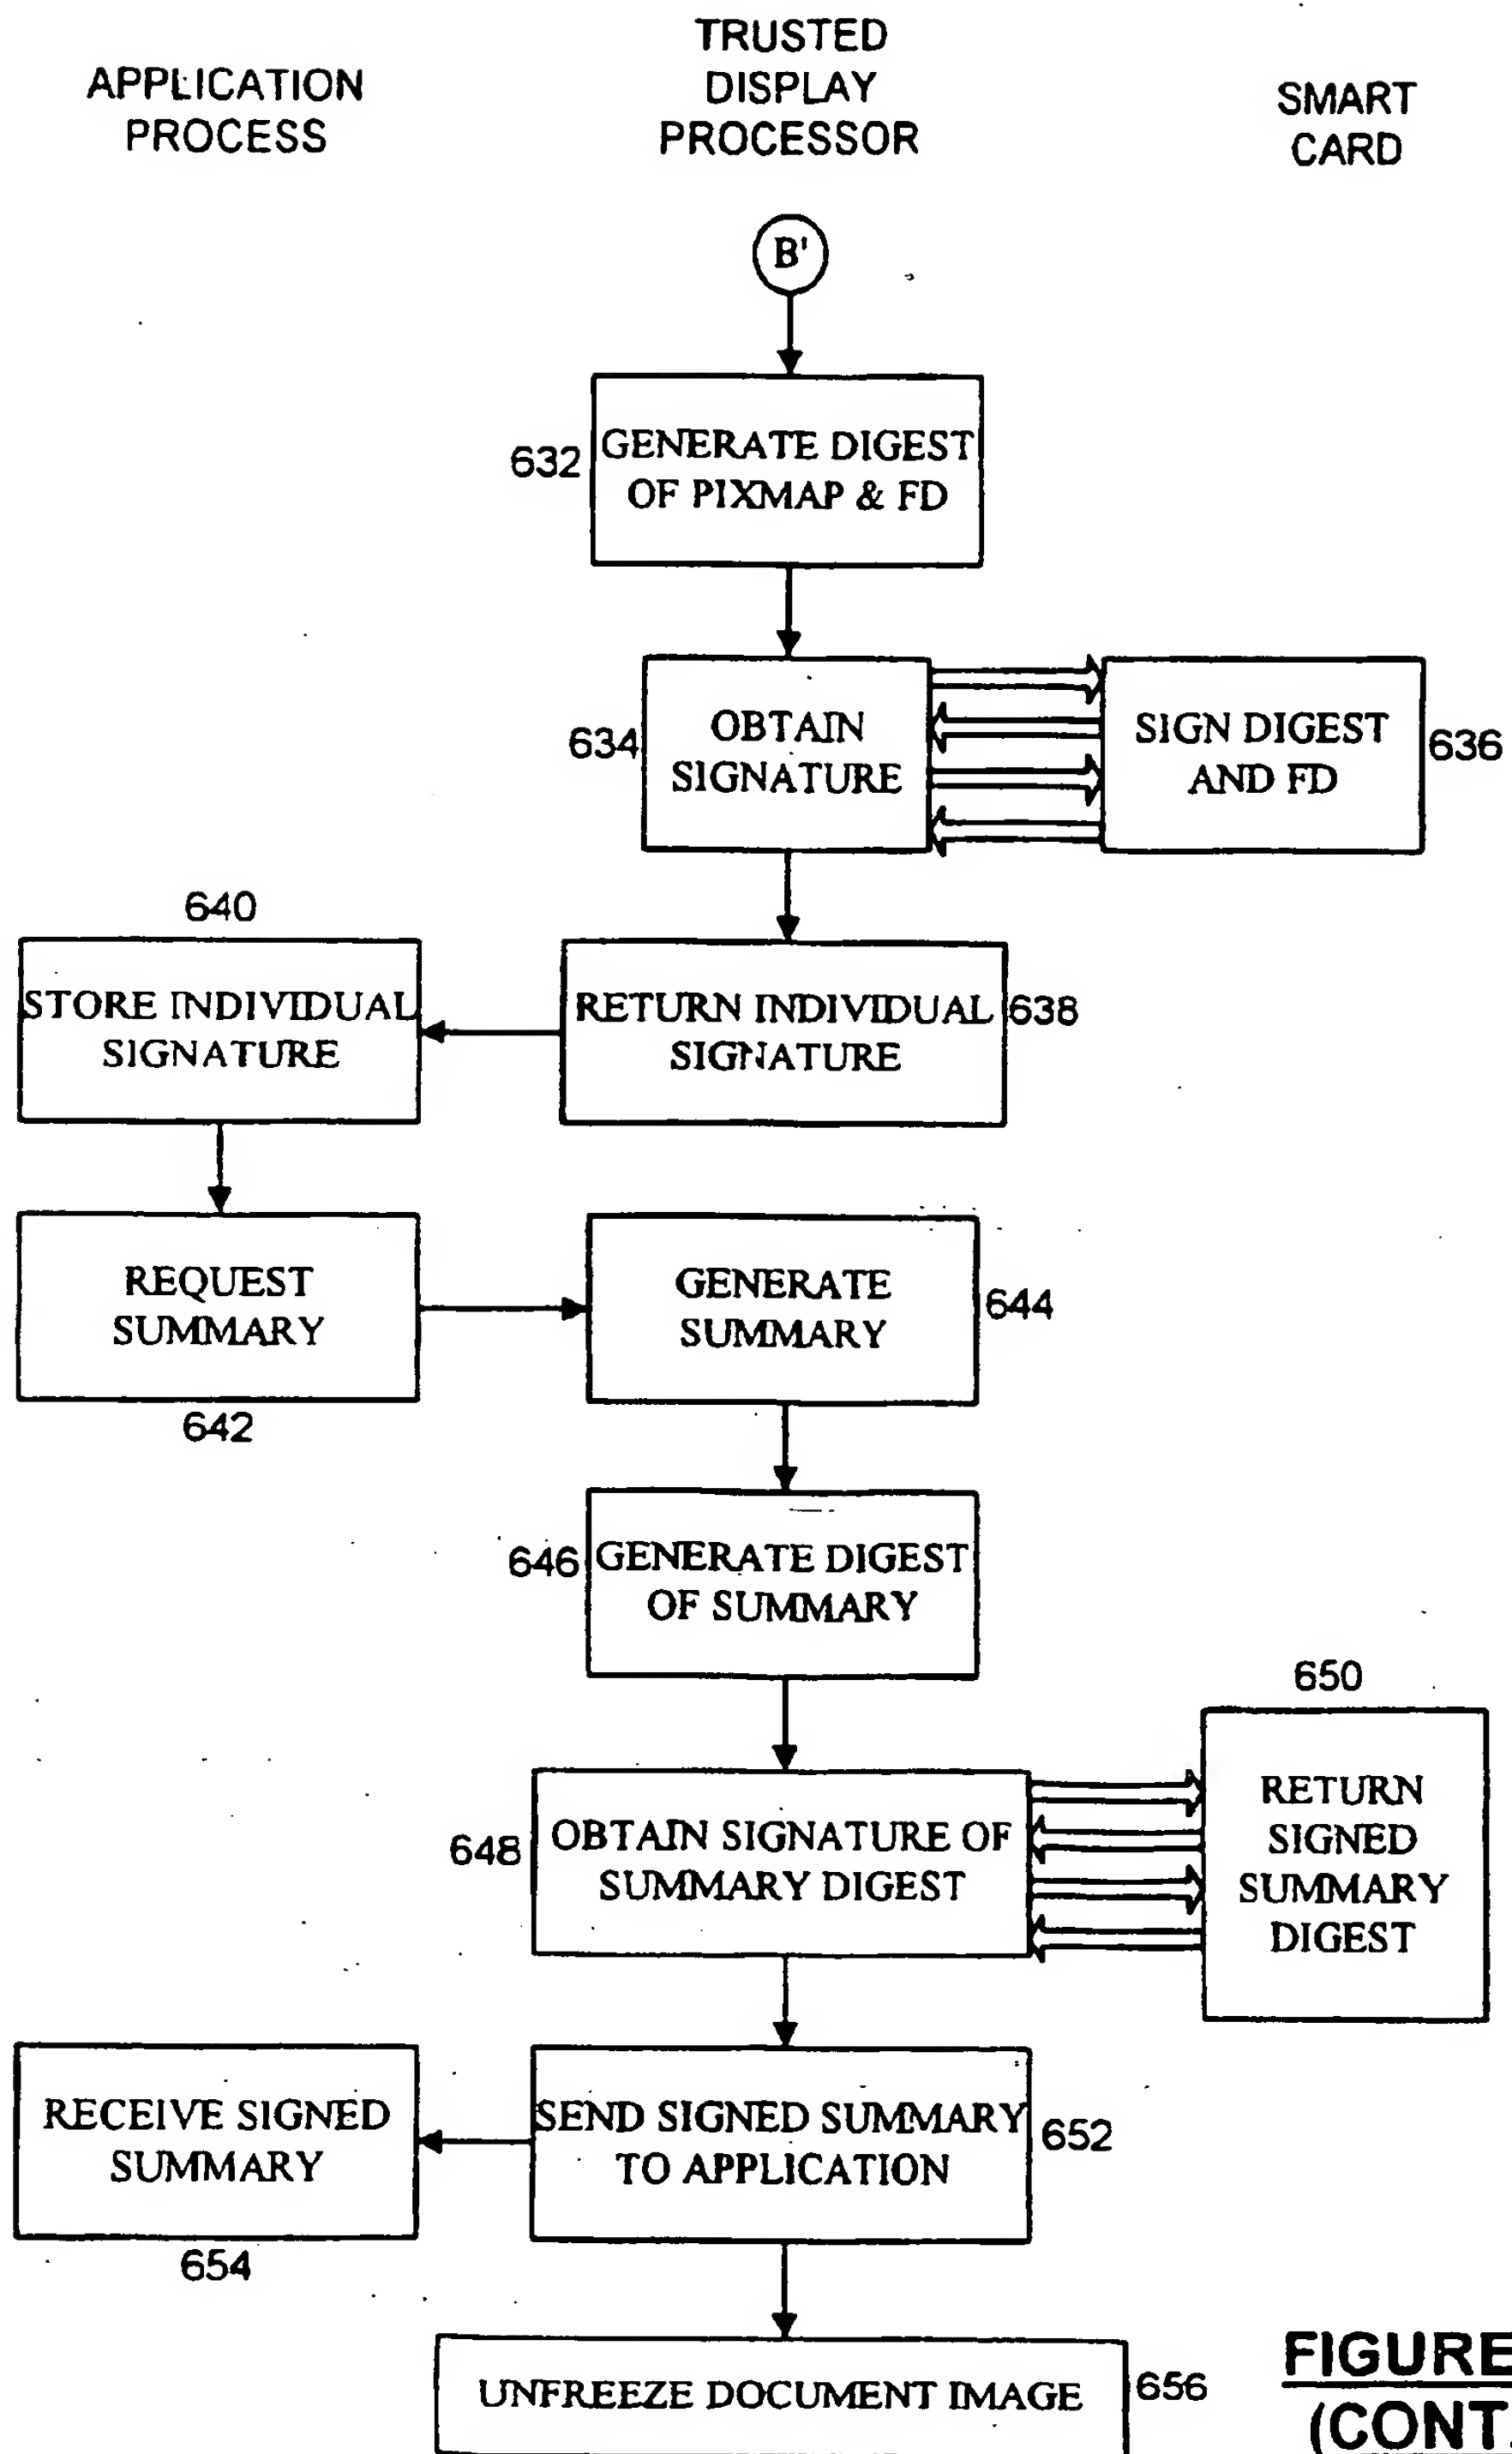 APPLICATION
PROCESS
TRUSTED
DISPLAY
PROCESSOR
SMART
CARD
B'
632
GENERATE DIGEST
OF PIXMAP & FD
634
OBTAIN
SIGNATURE
SIGN DIGEST
AND FD
636
640
STORE INDIVIDUAL
SIGNATURE
RETURN INDIVIDUAL
SIGNATURE
638
REQUEST
SUMMARY
642
GENERATE
SUMMARY
644
646
GENERATE DIGEST
OF SUMMARY
648
OBTAIN SIGNATURE OF
SUMMARY DIGEST
650
RETURN
SIGNED
SUMMARY
DIGEST
RECEIVE SIGNED
SUMMARY
654
SEND SIGNED SUMMARY
TO APPLICATION
652
UNFREEZE DOCUMENT IMAGE
656
FIGURE
(CONT.